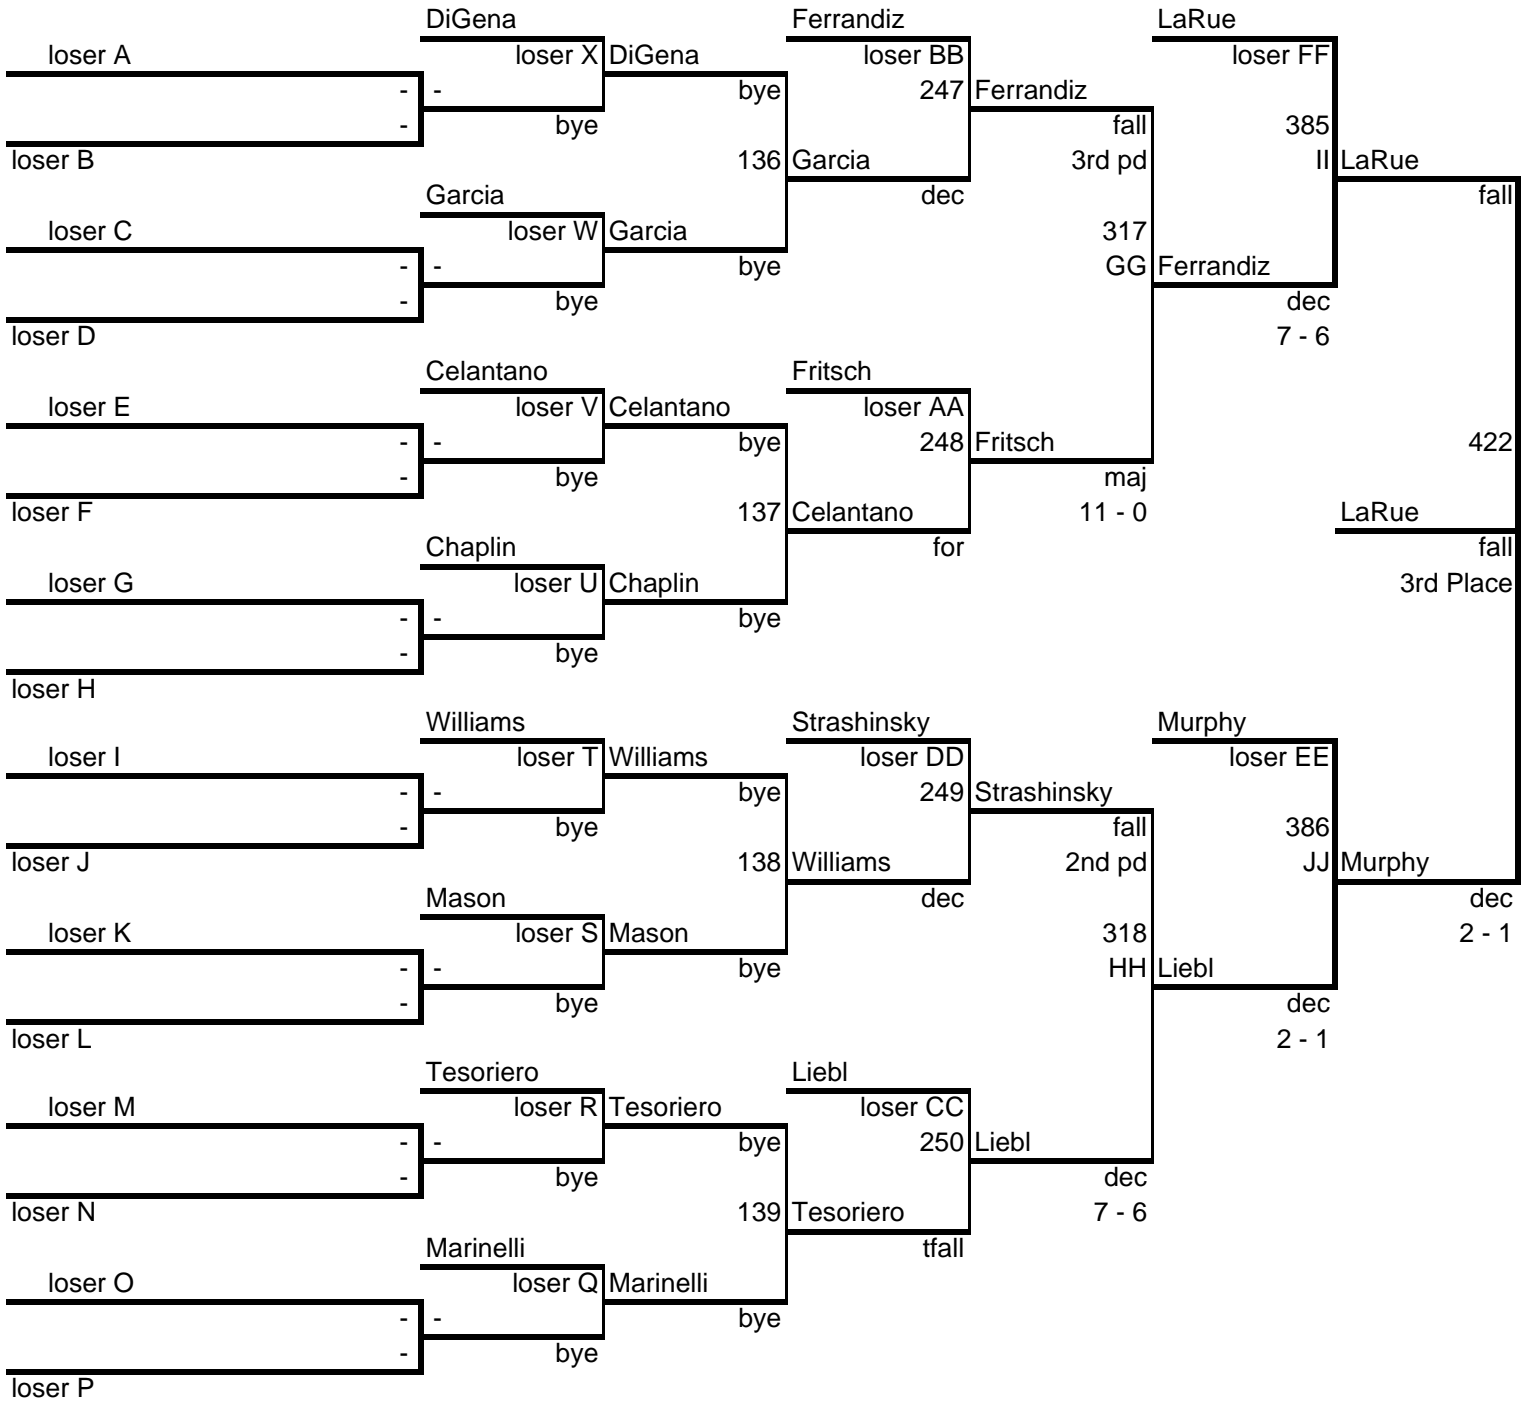 DiGena Ferrandiz LaRue
loser A loser X DiGena loser BB loser FF
- - bye 247 Ferrandiz
- bye fall 385
loser B 136 Garcia 3rd pd II LaRue
Garcia dec fall
loser C loser W Garcia 317
- - bye GG Ferrandiz
- bye dec
loser D 7 - 6
Celantano Fritsch
loser E loser V Celantano loser AA
- - bye 248 Fritsch 422
- bye maj
loser F 137 Celantano 11 - 0 LaRue
Chaplin for fall
loser G loser U Chaplin 3rd Place
- - bye
- bye
loser H
Williams Strashinsky Murphy
loser I loser T Williams loser DD loser EE
- - bye 249 Strashinsky
- bye fall 386
loser J 138 Williams 2nd pd JJ Murphy
Mason dec dec
loser K loser S Mason 318 2 - 1
- - bye HH Liebl
- bye dec
loser L 2 - 1
Tesoriero Liebl
loser M loser R Tesoriero loser CC
- - bye 250 Liebl
- bye dec
loser N 139 Tesoriero 7 - 6
Marinelli tfall
loser O loser Q Marinelli
- - bye
- bye
loser P